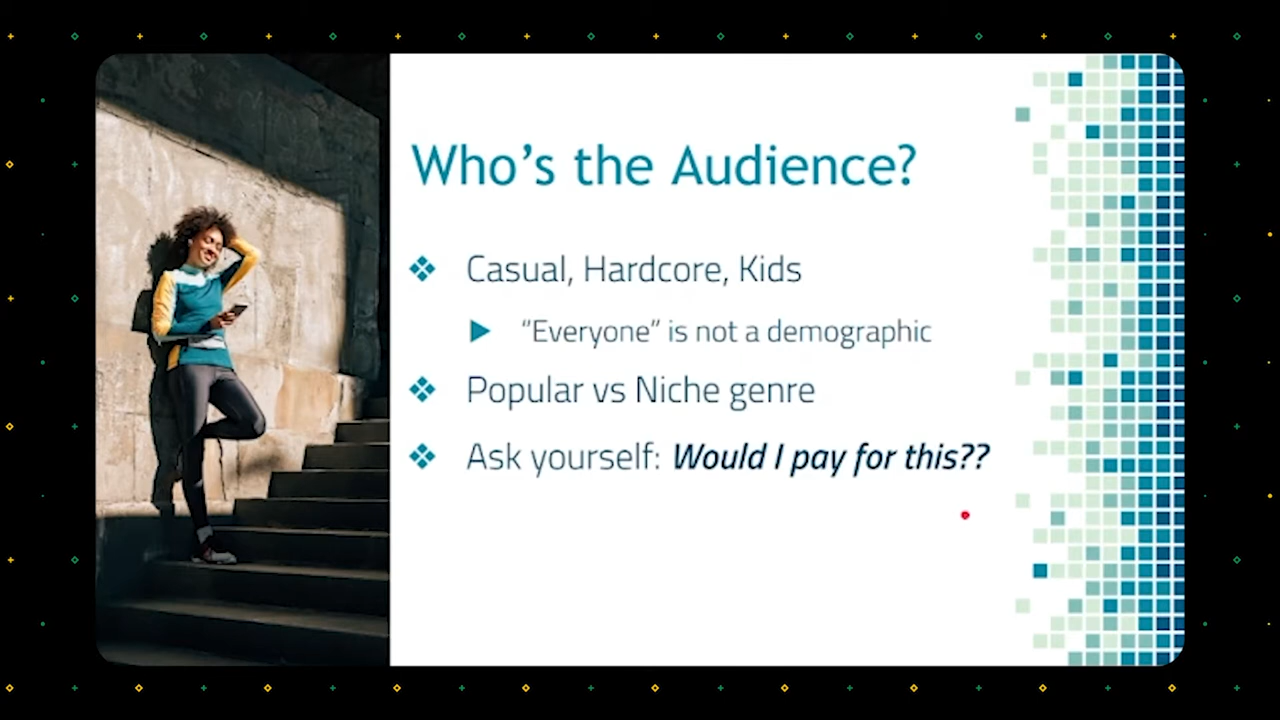 Who's the Audience?
Casual, Hardcore, Kids
“Everyone” is not a demographic
Popular vs Niche genre
Ask yourself: Would I pay for this??